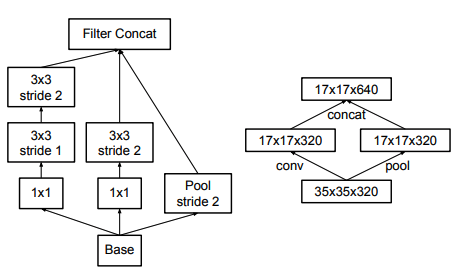 Filter Concat
3x3
stride 2
3x3
stride 1
3x3
stride 2
1x1
1x1
Pool
stride 2
Base
17x17x640
concat
17x17x320
17x17x320
conv
pool
35x35x320